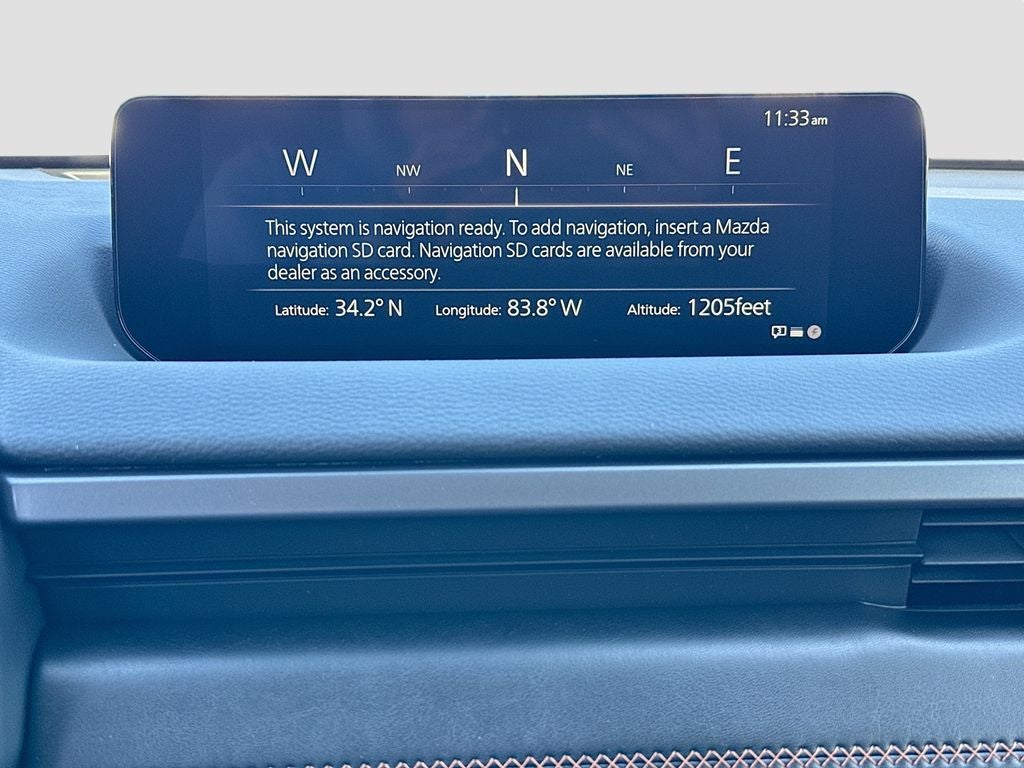 11:33am
W NW N NE E
This system is navigation ready. To add navigation, insert a Mazda
navigation SD card. Navigation SD cards are available from your
dealer as an accessory.
Latitude: 34.2° N Longitude: 83.8° W Altitude: 1205feet